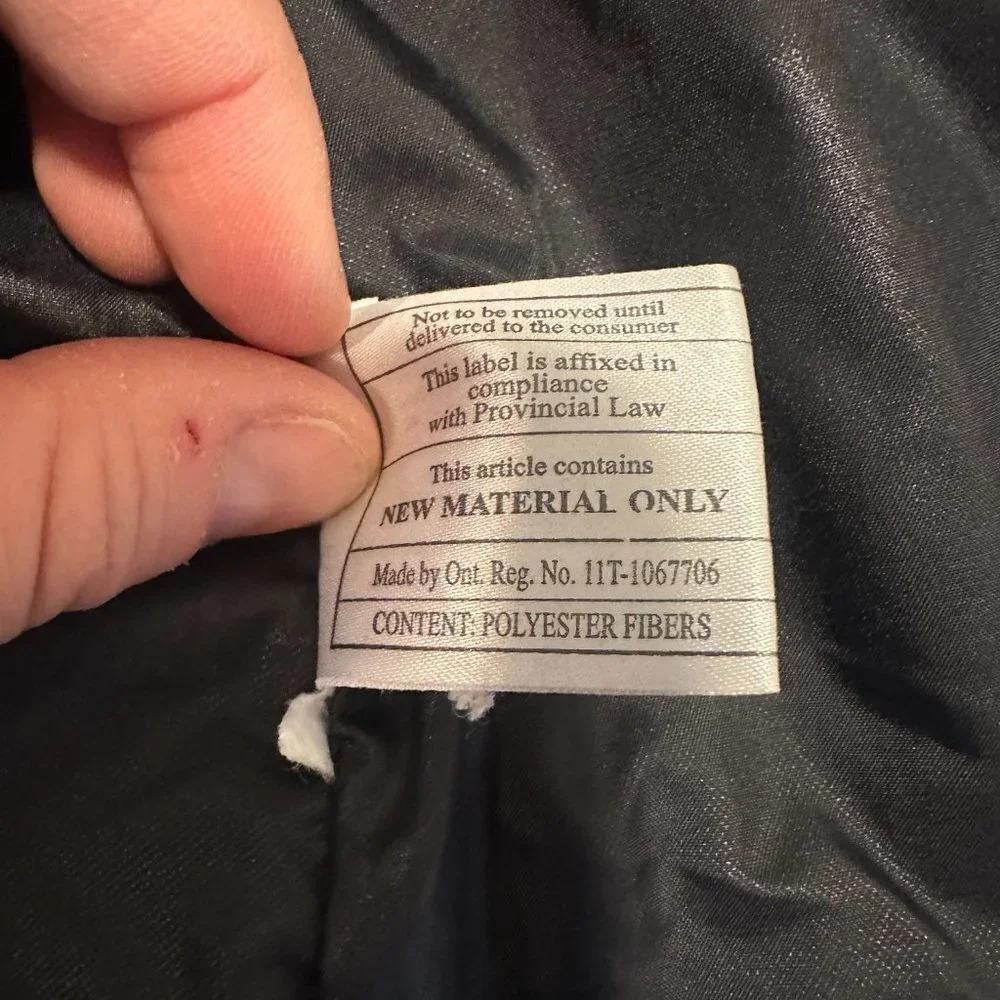 Not to be removed until
delivered to the consumer
This label is affixed in
compliance
with Provincial Law
This article contains
NEW MATERIAL ONLY
Made by Ont. Reg. No. 11T-1067706
CONTENT: POLYESTER FIBERS